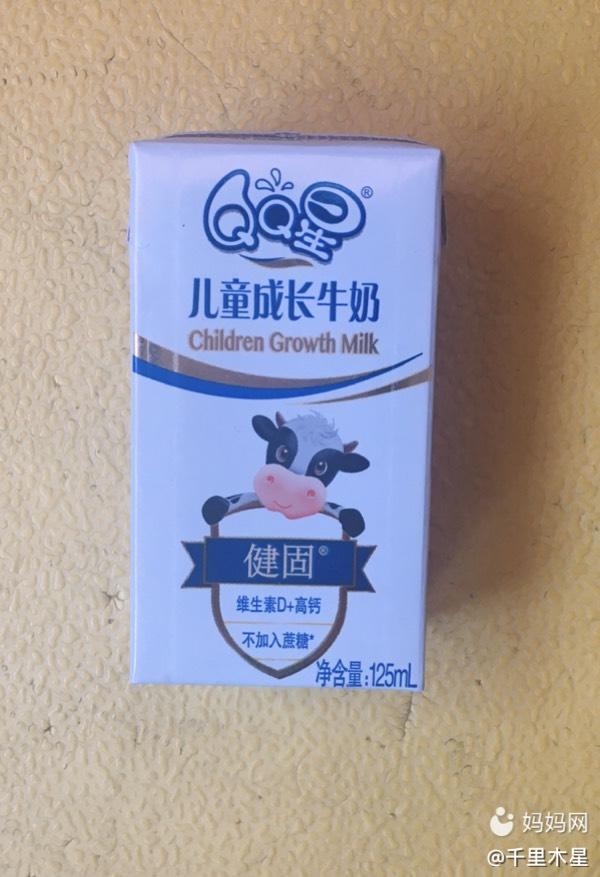 QQ星®
儿童成长牛奶
Children Growth Milk
健固®
维生素D+高钙
不加入蔗糖*
净含量:125mL
妈妈网
@千里木星